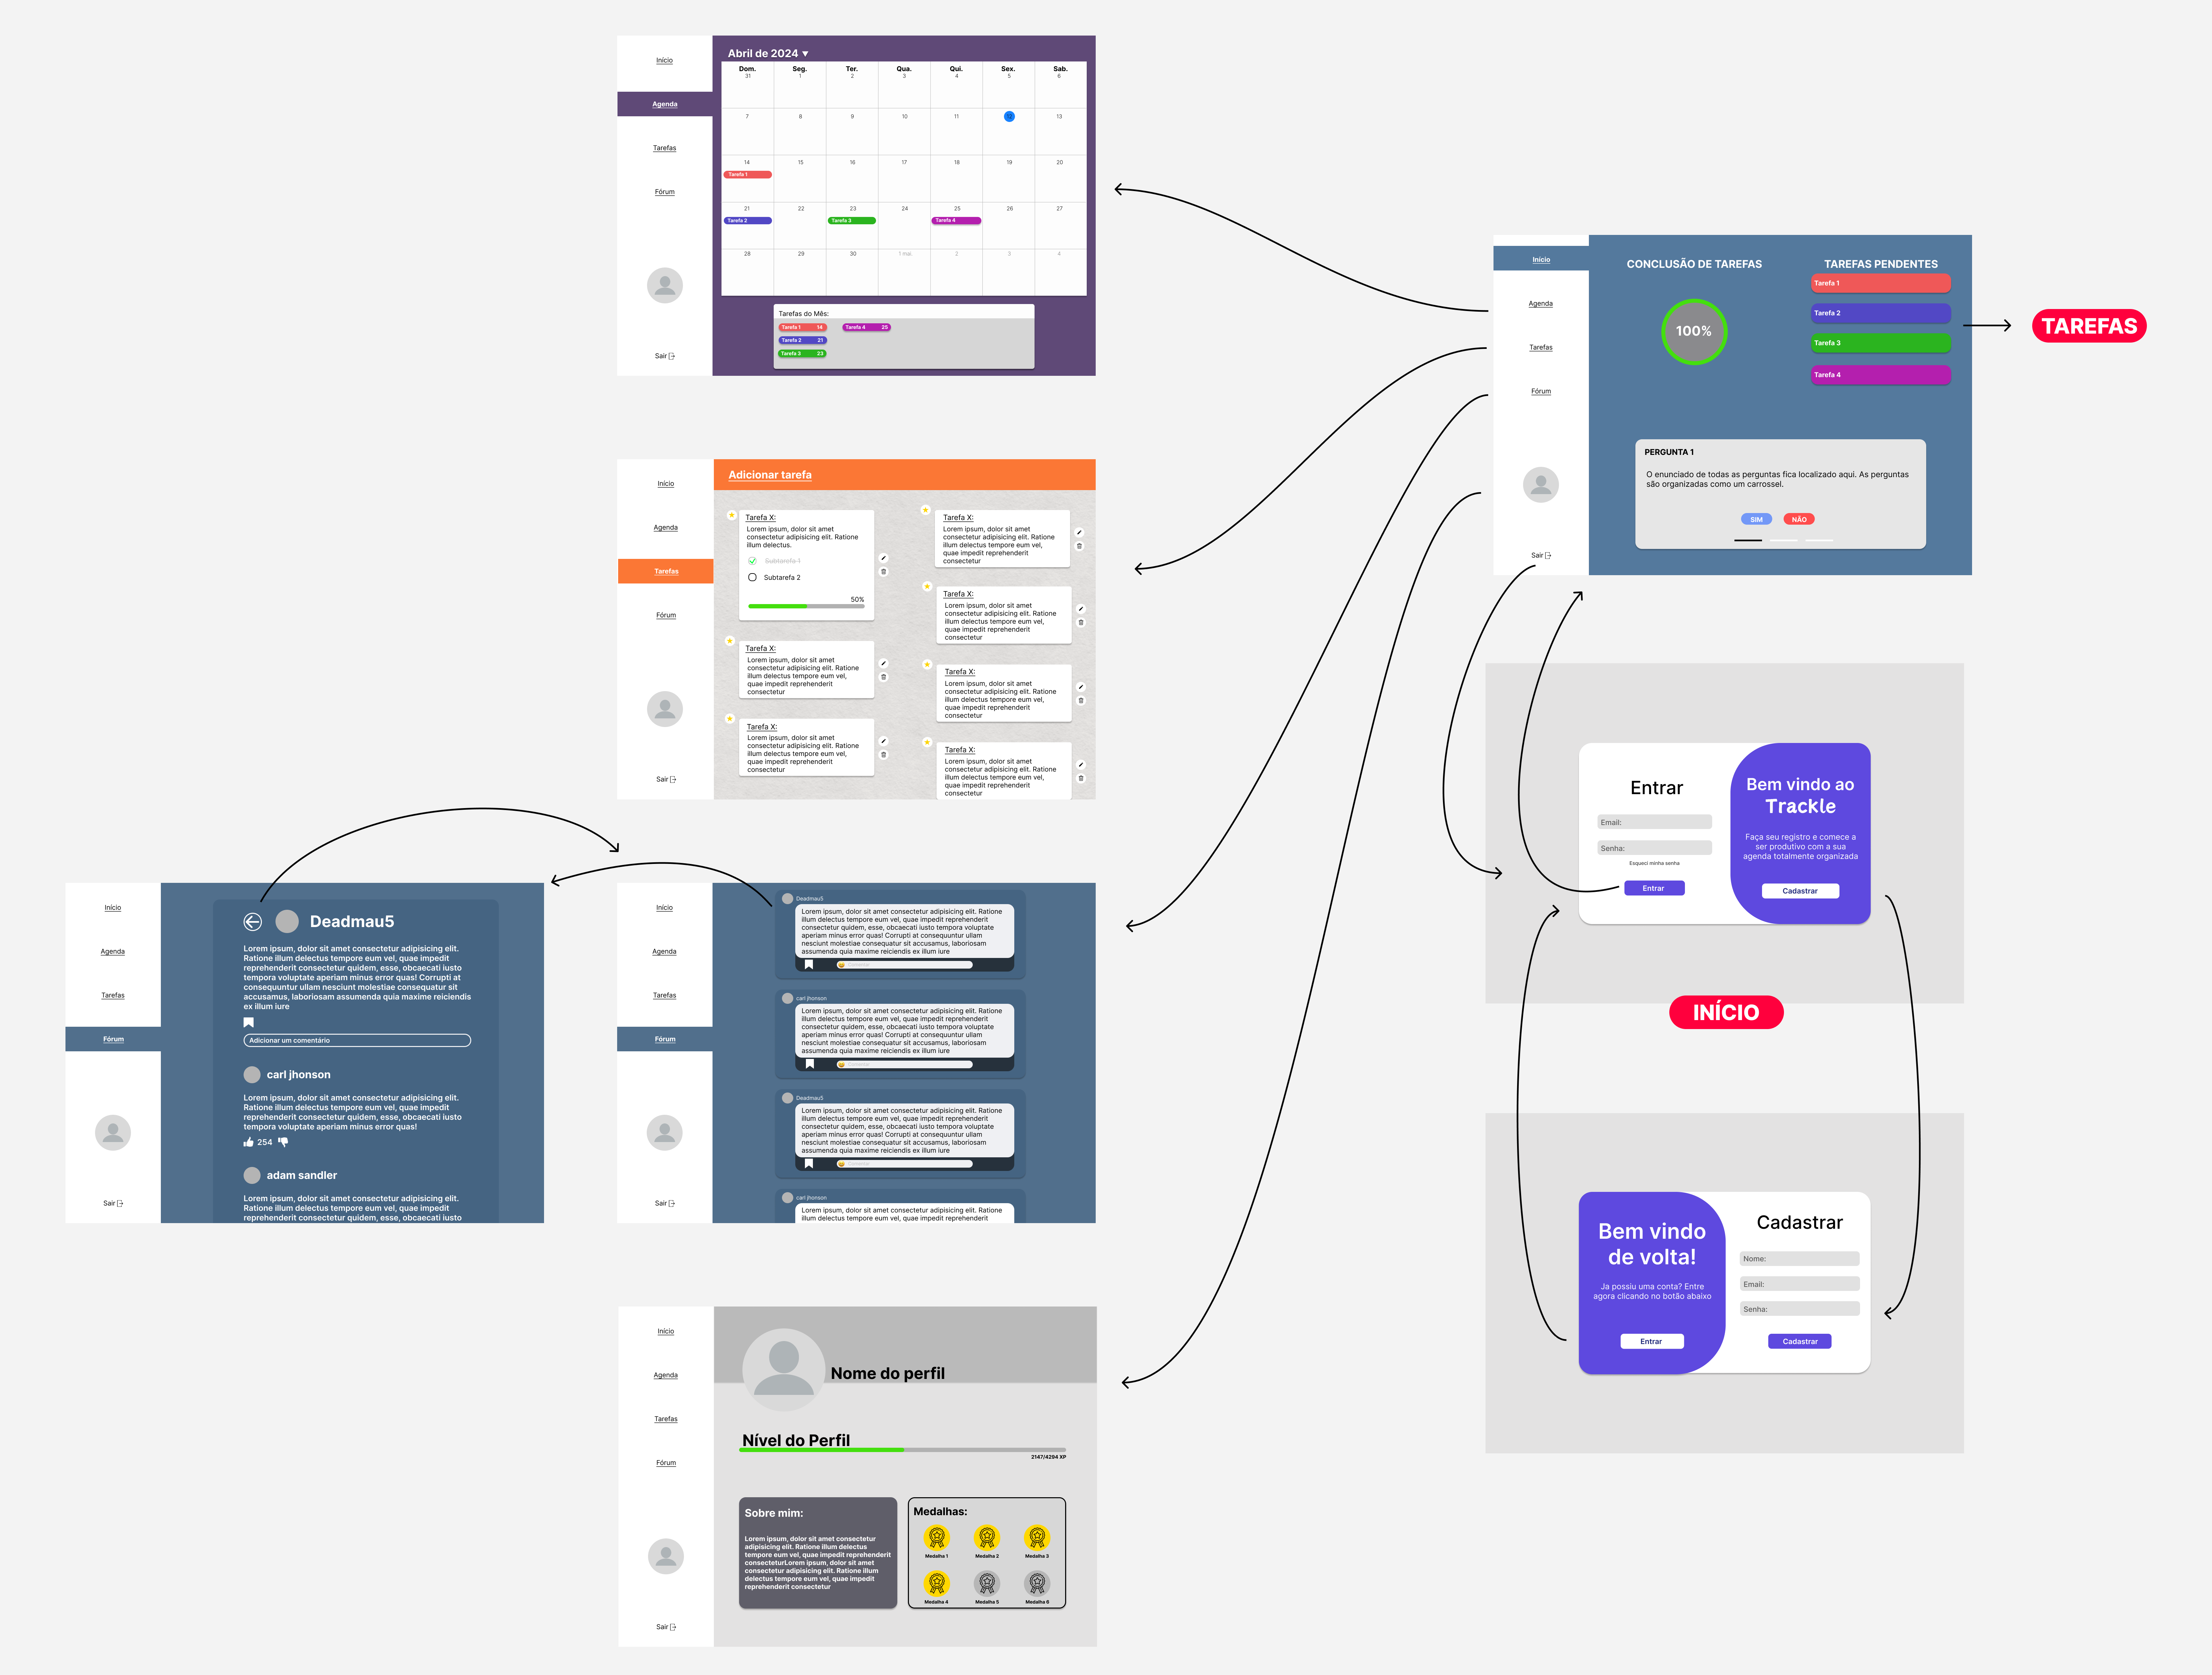 Início
Agenda
Tarefas
Fórum
Sair
Abril de 2024
Dom. Seg. Ter. Qua. Qui. Sex. Sab.
31 1 2 3 4 5 6
7 8 9 10 11 12 13
14 15 16 17 18 19 20
Tarefa 1
21 22 23 24 25 26 27
Tarefa 2 Tarefa 3 Tarefa 4
28 29 30 1 mai 2 3 4
Tarefas do Mês:
Tarefa 1 14 Tarefa 4 25
Tarefa 2 21
Tarefa 3 23
Início
Agenda
Tarefas
Fórum
Sair
CONCLUSÃO DE TAREFAS
100%
TAREFAS PENDENTES
Tarefa 1
Tarefa 2
Tarefa 3
Tarefa 4
PERGUNTA 1
O enunciado de todas as perguntas fica localizado aqui. As perguntas
são organizadas como um carrossel.
SIM NÃO
TAREFAS
Início
Agenda
Tarefas
Fórum
Sair
Adicionar tarefa
Tarefa X:
Lorem ipsum, dolor sit amet
consectetur adipisicing elit. Ratione
illum delectus.
Subtarefa 1
Subtarefa 2
50%
Tarefa X:
Lorem ipsum, dolor sit amet
consectetur adipisicing elit. Ratione
illum delectus tempore eum vel,
quae impedit reprehenderit
consectetur
Tarefa X:
Lorem ipsum, dolor sit amet
consectetur adipisicing elit. Ratione
illum delectus tempore eum vel,
quae impedit reprehenderit
consectetur
Tarefa X:
Lorem ipsum, dolor sit amet
consectetur adipisicing elit. Ratione
illum delectus tempore eum vel,
quae impedit reprehenderit
consectetur
Tarefa X:
Lorem ipsum, dolor sit amet
consectetur adipisicing elit. Ratione
illum delectus tempore eum vel,
quae impedit reprehenderit
consectetur
Tarefa X:
Lorem ipsum, dolor sit amet
consectetur adipisicing elit. Ratione
illum delectus tempore eum vel,
quae impedit reprehenderit
consectetur
Tarefa X:
Lorem ipsum, dolor sit amet
consectetur adipisicing elit. Ratione
illum delectus tempore eum vel,
quae impedit reprehenderit
consectetur
Entrar
Email:
Senha:
Esqueci minha senha
Entrar
Bem vindo ao
Trackle
Faça seu registro e comece a
ser produtivo com a sua
agenda totalmente organizada
Cadastrar
INÍCIO
Início
Agenda
Tarefas
Fórum
Sair
Deadmau5
Lorem ipsum, dolor sit amet consectetur adipisicing elit.
Ratione illum delectus tempore eum vel, quae impedit
reprehenderit consectetur quidem, esse, obcaecati iusto
tempora voluptate aperiam minus error quas! Corrupti at
consequuntur ullam nesciunt molestiae consequatur sit
accusamus, laboriosam assumenda quia maxime reiciendis
ex illum iure
Adicionar um comentário
carl jhonson
Lorem ipsum, dolor sit amet consectetur adipisicing elit.
Ratione illum delectus tempore eum vel, quae impedit
reprehenderit consectetur quidem, esse, obcaecati iusto
tempora voluptate aperiam minus error quas!
254
adam sandler
Lorem ipsum, dolor sit amet consectetur adipisicing elit.
Ratione illum delectus tempore eum vel, quae impedit
reprehenderit consectetur quidem, esse, obcaecati iusto
Início
Agenda
Tarefas
Fórum
Sair
Deadmau5
Lorem ipsum, dolor sit amet consectetur adipisicing elit. Ratione
illum delectus tempore eum vel, quae impedit reprehenderit
consectetur quidem, esse, obcaecati iusto tempora voluptate
aperiam minus error quas! Corrupti at consequuntur ullam
nesciunt molestiae consequatur sit accusamus, laboriosam
assumenda quia maxime reiciendis ex illum iure
carl jhonson
Lorem ipsum, dolor sit amet consectetur adipisicing elit. Ratione
illum delectus tempore eum vel, quae impedit reprehenderit
consectetur quidem, esse, obcaecati iusto tempora voluptate
aperiam minus error quas! Corrupti at consequuntur ullam
nesciunt molestiae consequatur sit accusamus, laboriosam
assumenda quia maxime reiciendis ex illum iure
Deadmau5
Lorem ipsum, dolor sit amet consectetur adipisicing elit. Ratione
illum delectus tempore eum vel, quae impedit reprehenderit
consectetur quidem, esse, obcaecati iusto tempora voluptate
aperiam minus error quas! Corrupti at consequuntur ullam
nesciunt molestiae consequatur sit accusamus, laboriosam
assumenda quia maxime reiciendis ex illum iure
carl jhonson
Lorem ipsum, dolor sit amet consectetur adipisicing elit. Ratione
illum delectus tempore eum vel, quae impedit reprehenderit
Bem vindo
de volta!
Ja possiu uma conta? Entre
agora clicando no botão abaixo
Entrar
Cadastrar
Nome:
Email:
Senha:
Cadastrar
Início
Agenda
Tarefas
Fórum
Sair
Nome do perfil
Nível do Perfil
2147/4294 XP
Sobre mim:
Lorem ipsum, dolor sit amet consectetur
adipisicing elit. Ratione illum delectus
tempore eum vel, quae impedit reprehenderit
consecteturLorem ipsum, dolor sit amet
consectetur adipisicing elit. Ratione illum
delectus tempore eum vel, quae impedit
reprehenderit consectetur
Medalhas:
Medalha 1 Medalha 2 Medalha 3
Medalha 4 Medalha 5 Medalha 6